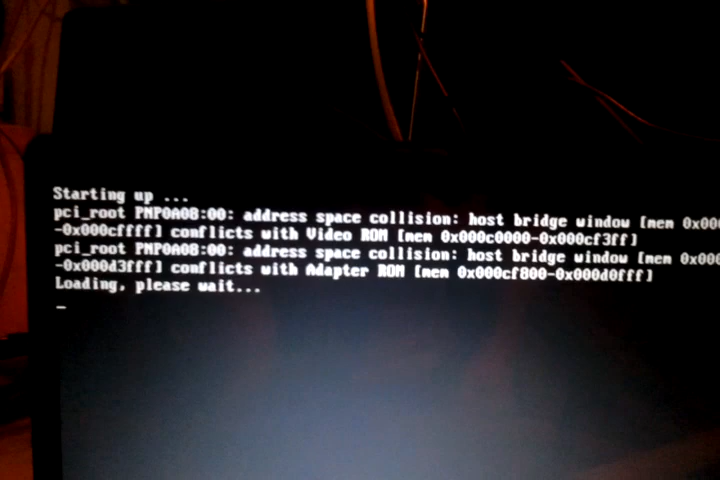 Starting up ...
pci_root PNP0A08:00: address space collision: host bridge window [mem 0x000
-0x000cffff] conflicts with Video ROM [mem 0x000c0000-0x000cf3ff]
pci_root PNP0A08:00: address space collision: host bridge window [mem 0x000
-0x000d3fff] conflicts with Adapter ROM [mem 0x000cf800-0x000d0fff]
Loading, please wait...
_